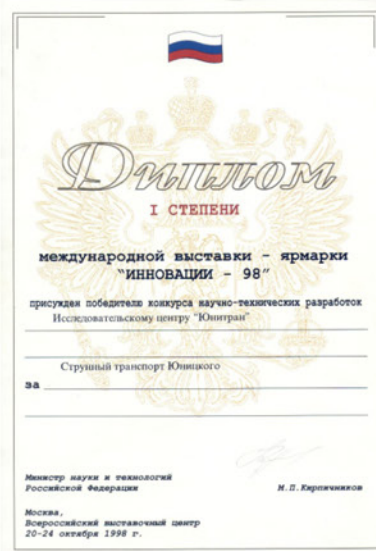 Диплом
I СТЕПЕНИ
международной выставки - ярмарки
"ИННОВАЦИИ - 98"
присужден победителю конкурса научно-технических разработок
Исследовательскому центру "Юнитран"
Струнный транспорт Юницкого
за
Министр науки и технологий
Российской Федерации
М.П.Кирпичников
Москва,
Всероссийский выставочный центр
20-24 октября 1998 г.